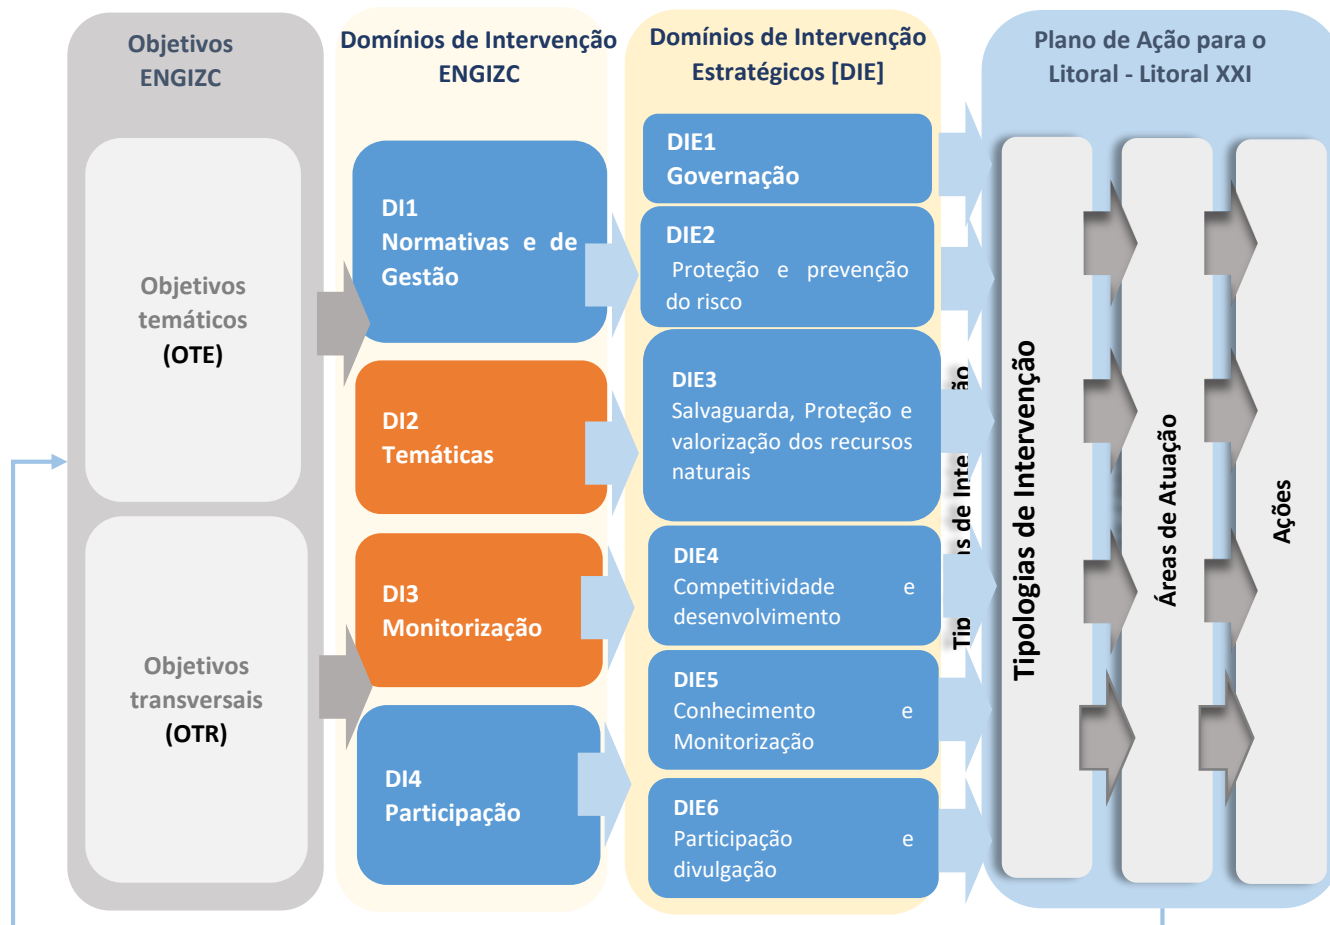 Objetivos
ENGIZC
Objetivos
temáticos
(OTE)
Objetivos
transversais
(OTR)
Domínios de Intervenção
ENGIZC
DI1
Normativas e de
Gestão
DI2
Temáticas
DI3
Monitorização
DI4
Participação
Domínios de Intervenção
Estratégicos [DIE]
DIE1
Governação
DIE2
Proteção e prevenção
do risco
DIE3
Salvaguarda, Proteção e
valorização dos recursos
naturais
DIE4
Competitividade e
desenvolvimento
DIE5
Conhecimento e
Monitorização
DIE6
Participação e
divulgação
Plano de Ação para o
Litoral - Litoral XXI
Tipologias de Intervenção
Áreas de Atuação
Ações